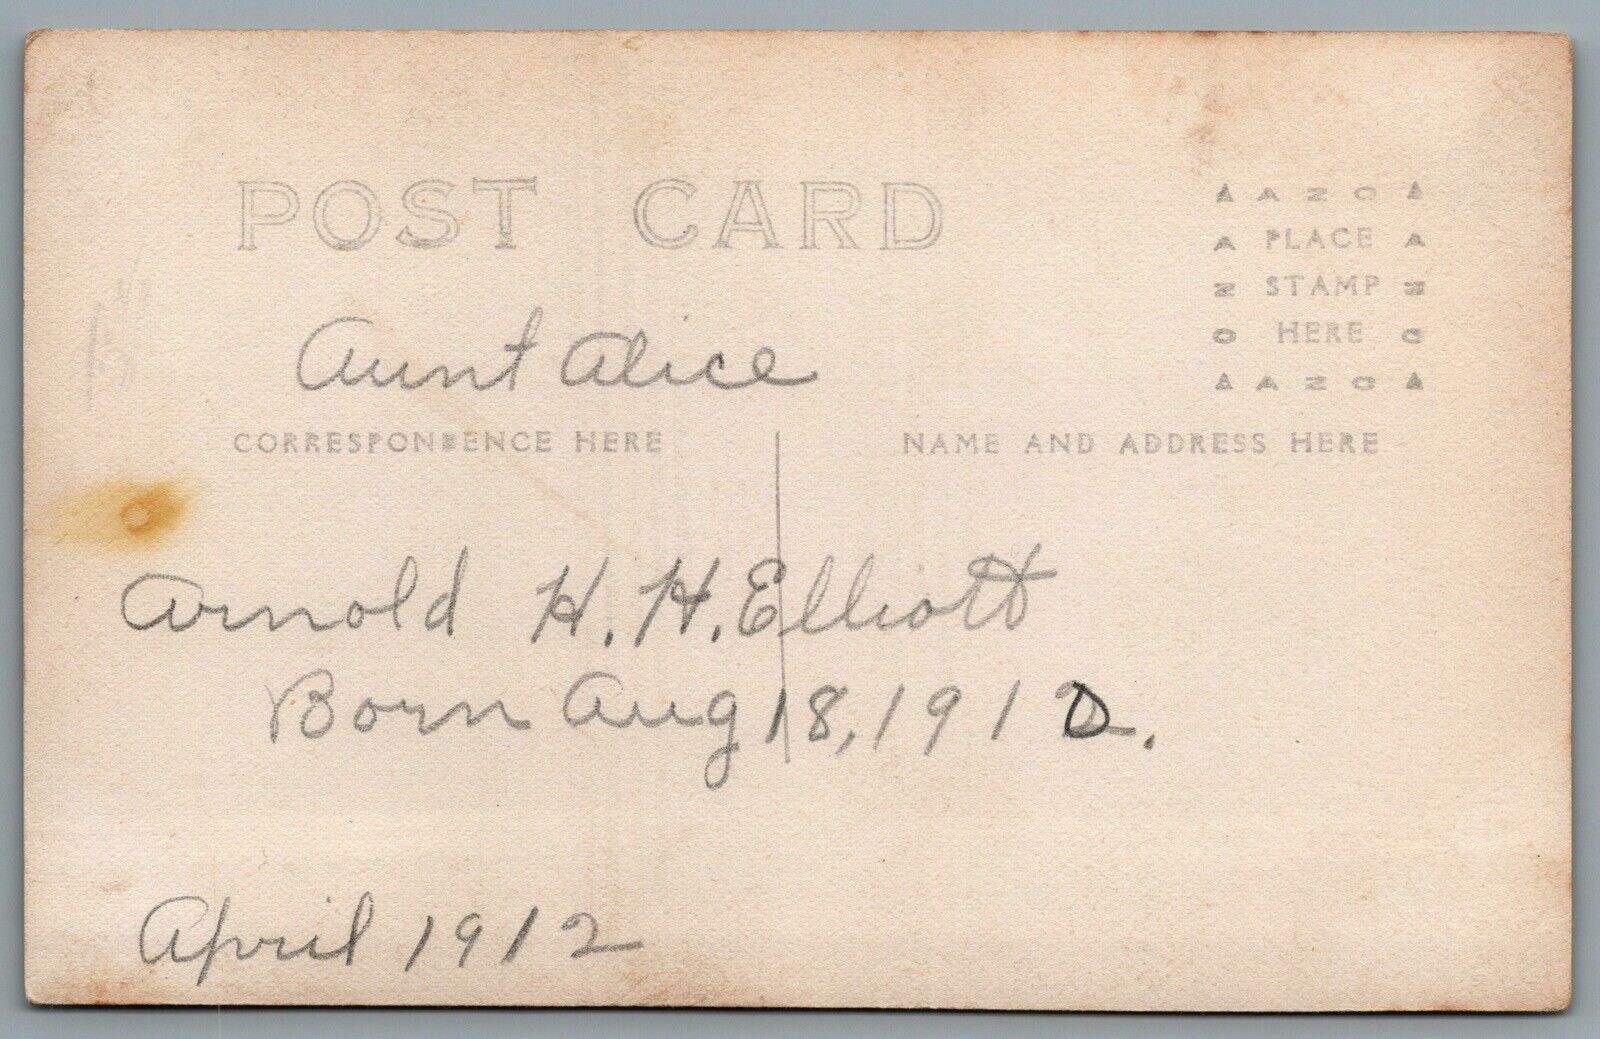 POST CARD
▲ A N Z O ▲
A PLACE A
N STAMP Z
O HERE O
▲ A Z O ▲
Aunt Alice
CORRESPONDENCE HERE
NAME AND ADDRESS HERE
Arnold H. H. Elliott
Born Aug 18, 1910.
April 1912